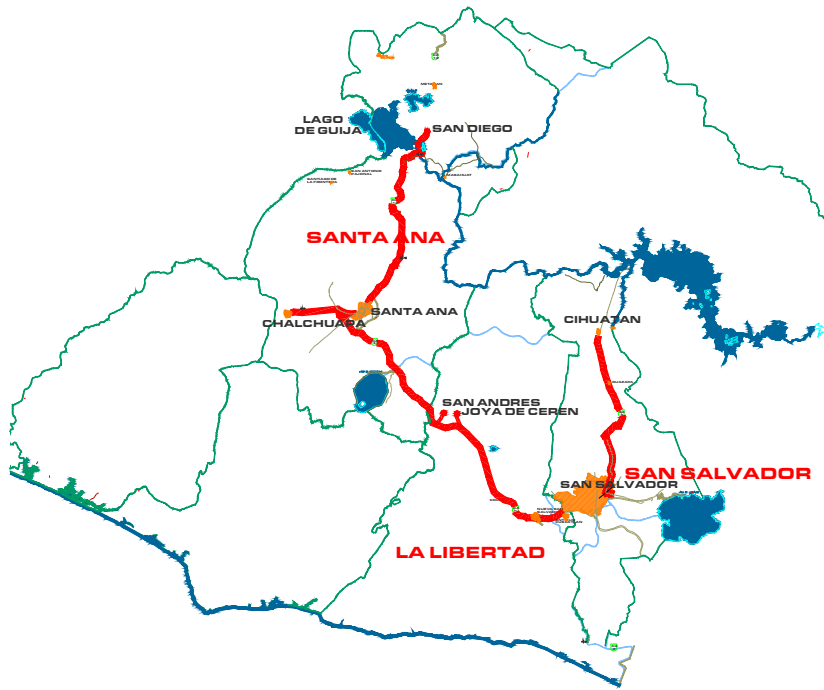 LAGO
DE GUIJA
SAN DIEGO
SANTA ANA
SANTA ANA
CHALCHUAPA
CIHUATAN
SAN ANDRES
JOYA DE CEREN
SAN SALVADOR
SAN SALVADOR
LA LIBERTAD